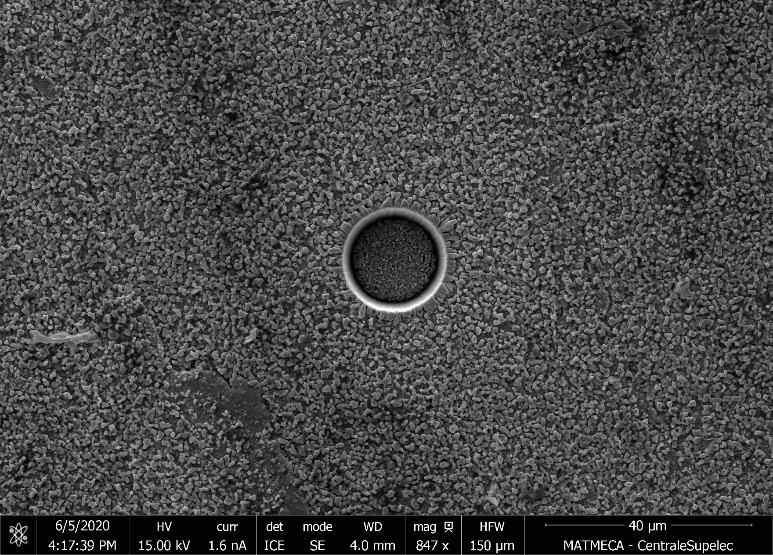 6/5/2020 HV curr det mode WD mag HFW 40 µm
4:17:39 PM 15.00 kV 1.6 nA ICE SE 4.0 mm 847 x 150 µm MATMECA - CentraleSupelec